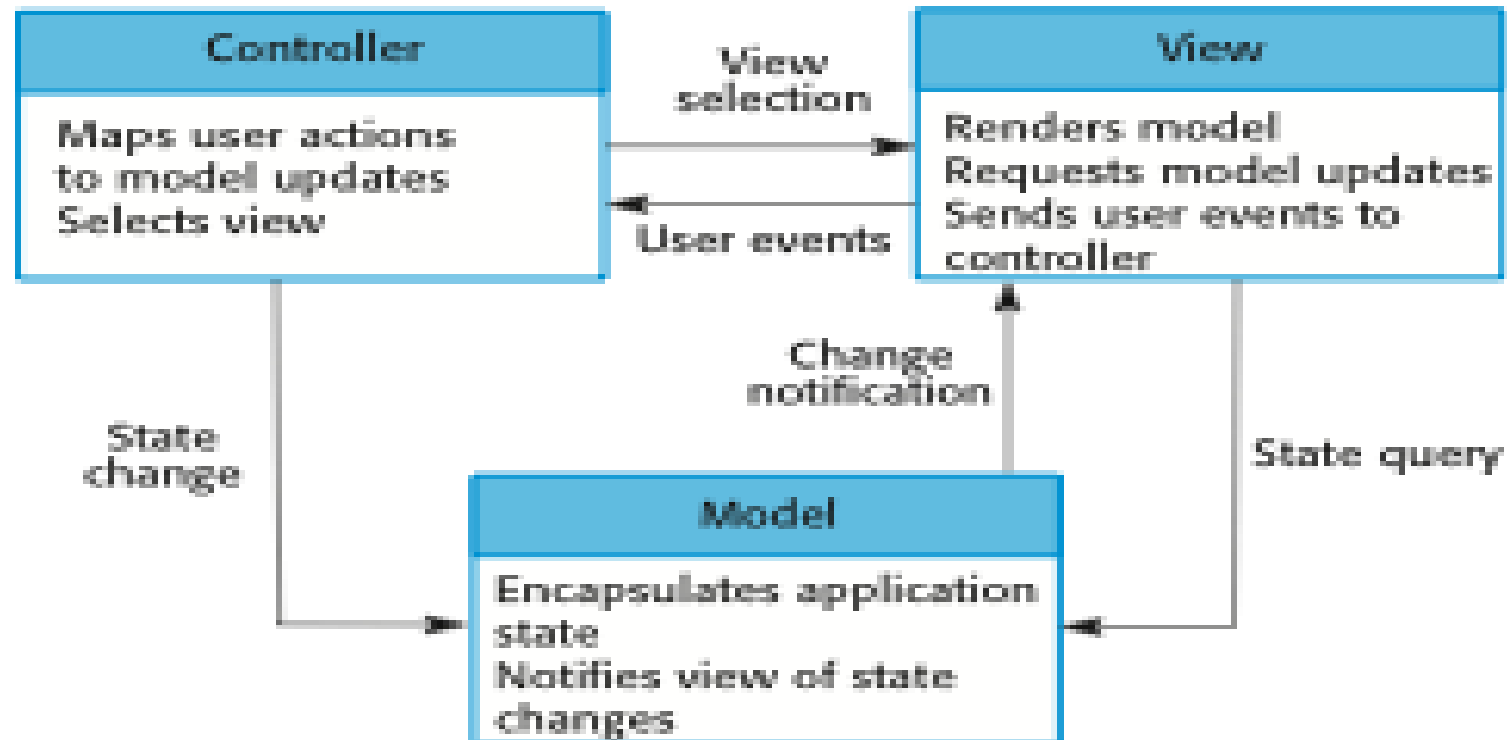 Controller
Maps user actions
to model updates
Selects view
View
selection
User events
View
Renders model
Requests model updates
Sends user events to
controller
State
change
Change
notification
State query
Model
Encapsulates application
state
Notifies view of state
changes